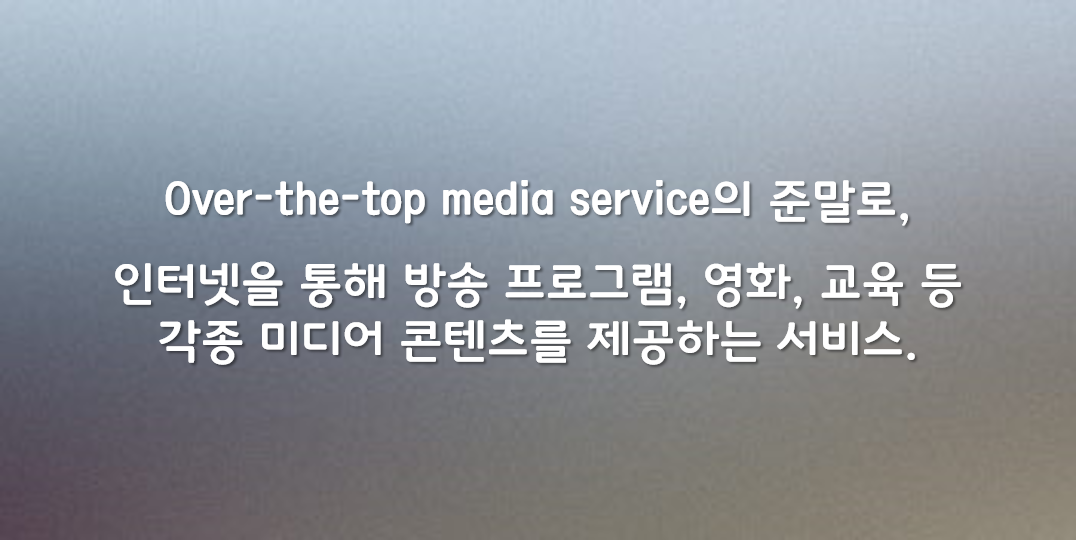 Over-the-top media service의 준말로,
인터넷을 통해 방송 프로그램, 영화, 교육 등
각종 미디어 콘텐츠를 제공하는 서비스.